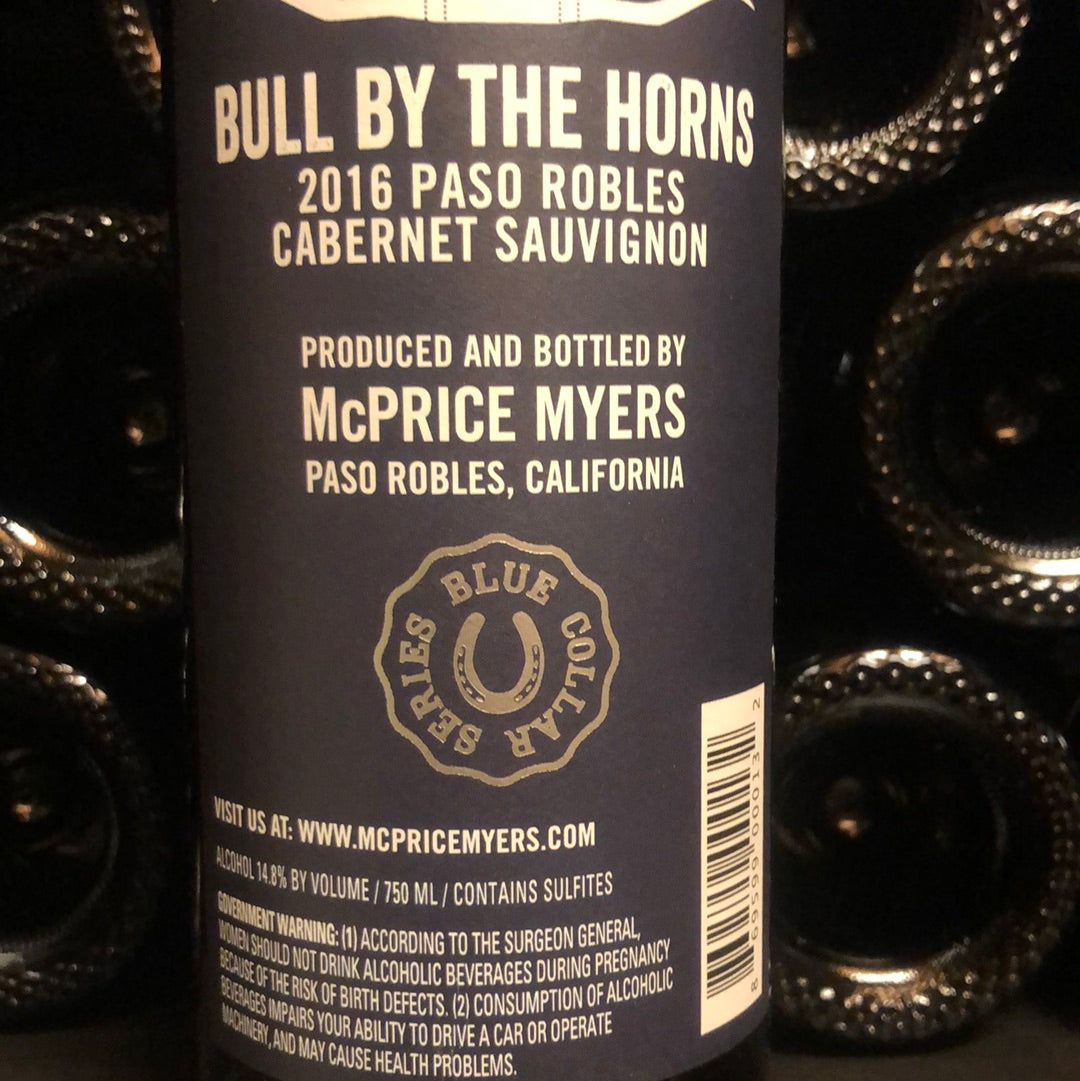 BULL BY THE HORNS
2016 PASO ROBLES
CABERNET SAUVIGNON
PRODUCED AND BOTTLED BY
McPRICE MYERS
PASO ROBLES, CALIFORNIA
BLUE COLLAR SERIES
VISIT US AT: WWW.MCPRICEMYERS.COM
ALCOHOL 14.8% BY VOLUME / 750 ML / CONTAINS SULFITES
GOVERNMENT WARNING: (1) ACCORDING TO THE SURGEON GENERAL,
WOMEN SHOULD NOT DRINK ALCOHOLIC BEVERAGES DURING PREGNANCY
BECAUSE OF THE RISK OF BIRTH DEFECTS. (2) CONSUMPTION OF ALCOHOLIC
BEVERAGES IMPAIRS YOUR ABILITY TO DRIVE A CAR OR OPERATE
MACHINERY, AND MAY CAUSE HEALTH PROBLEMS.
8 69599 00013 2